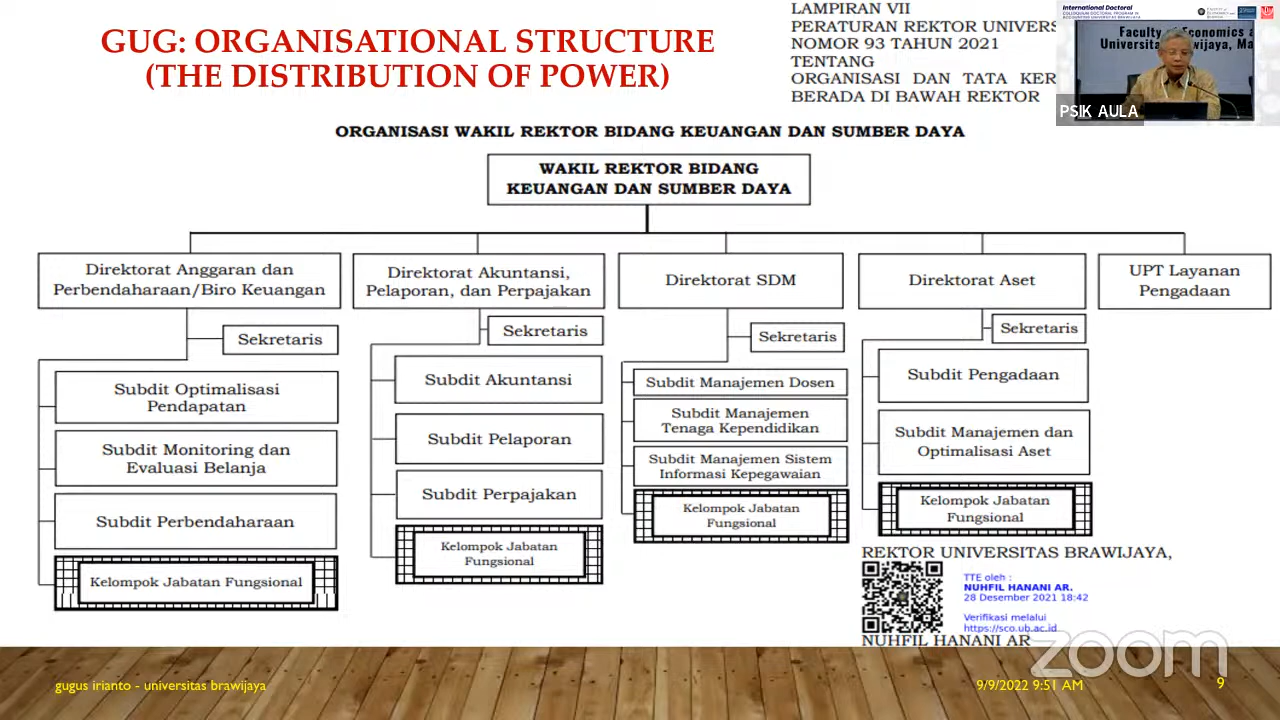 GUG: ORGANISATIONAL STRUCTURE
(THE DISTRIBUTION OF POWER)
LAMPIRAN VII
PERATURAN REKTOR UNIVERS
NOMOR 93 TAHUN 2021
TENTANG
ORGANISASI DAN TATA KER
BERADA DI BAWAH REKTOR
International Doctoral
Faculty of Economics a
Universitas Brawijaya, Ma
PSIK AULA
ORGANISASI WAKIL REKTOR BIDANG KEUANGAN DAN SUMBER DAYA
WAKIL REKTOR BIDANG
KEUANGAN DAN SUMBER DAYA
Direktorat Anggaran dan
Perbendaharaan/Biro Keuangan
Sekretaris
Subdit Optimalisasi
Pendapatan
Subdit Monitoring dan
Evaluasi Belanja
Subdit Perbendaharaan
Kelompok Jabatan Fungsional
Direktorat Akuntansi,
Pelaporan, dan Perpajakan
Sekretaris
Subdit Akuntansi
Subdit Pelaporan
Subdit Perpajakan
Kelompok Jabatan
Fungsional
Direktorat SDM
Sekretaris
Subdit Manajemen Dosen
Subdit Manajemen
Tenaga Kependidikan
Subdit Manajemen Sistem
Informasi Kepegawaian
Kelompok Jabatan
Fungsional
Direktorat Aset
Sekretaris
Subdit Pengadaan
Subdit Manajemen dan
Optimalisasi Aset
Kelompok Jabatan
Fungsional
UPT Layanan
Pengadaan
REKTOR UNIVERSITAS BRAWIJAYA,
TTE oleh :
NUHFIL HANANI AR.
28 Desember 2021 18:42
Verifikasi melalui
https://sco.ub.ac.id
NUHFIL HANANI AR
zoom
gugus irianto - universitas brawijaya
9/9/2022 9:51 AM
9